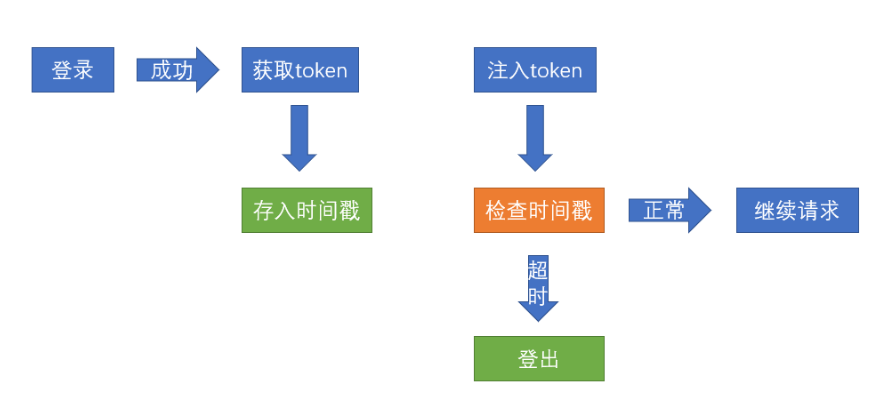 登录
成功
获取token
注入token
存入时间戳
检查时间戳
正常
继续请求
超
时
登出